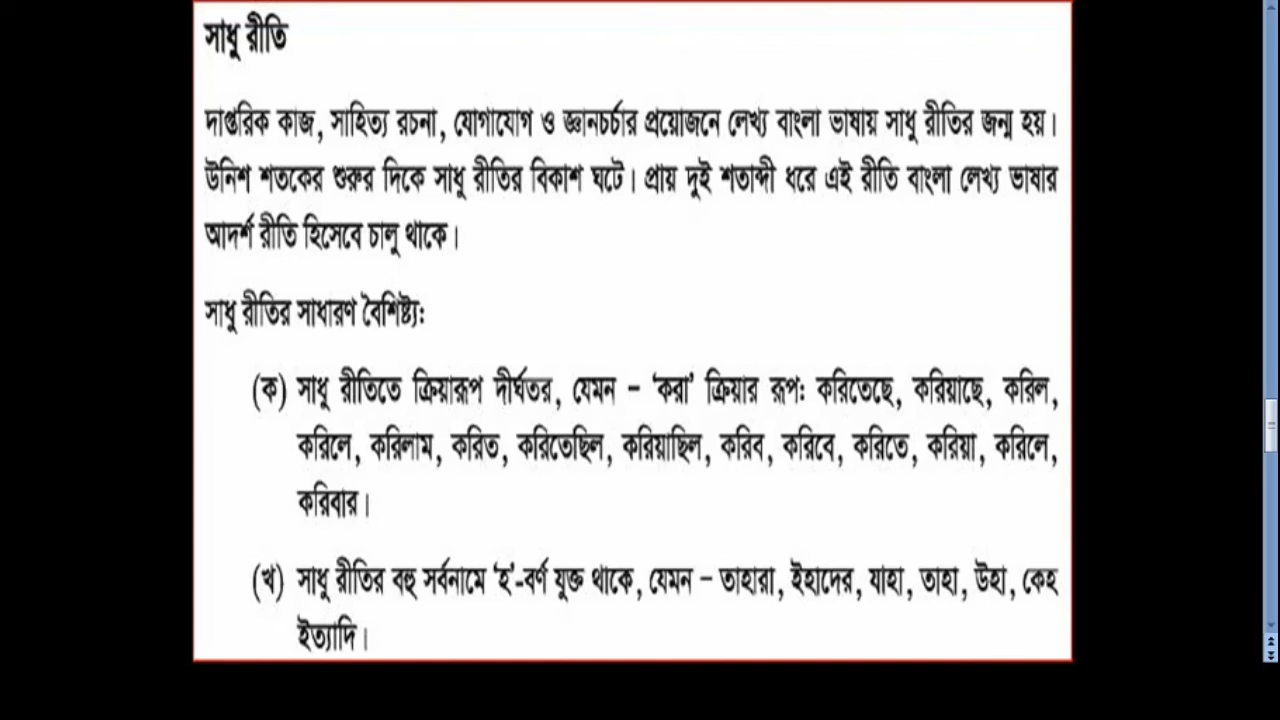 সাধু রীতি
দাপ্তরিক কাজ, সাহিত্য রচনা, যোগাযোগ ও জ্ঞানচর্চার প্রয়োজনে লেখ্য বাংলা ভাষায় সাধু রীতির জন্ম হয়।
উনিশ শতকের শুরুর দিকে সাধু রীতির বিকাশ ঘটে। প্রায় দুই শতাব্দী ধরে এই রীতি বাংলা লেখ্য ভাষার
আদর্শ রীতি হিসেবে চালু থাকে।
সাধু রীতির সাধারণ বৈশিষ্ট্য:
(ক) সাধু রীতিতে ক্রিয়ারূপ দীর্ঘতর, যেমন – ‘করা’ ক্রিয়ার রূপ: করিতেছে, করিয়াছে, করিল,
করিলে, করিলাম, করিত, করিতেছিল, করিয়াছিল, করিব, করিবে, করিতে, করিয়া, করিলে,
করিবার।
(খ) সাধু রীতির বহু সর্বনামে ‘হ’-বর্ণ যুক্ত থাকে, যেমন – তাহারা, ইহাদের, যাহা, তাহা, উহা, কেহ
ইত্যাদি।